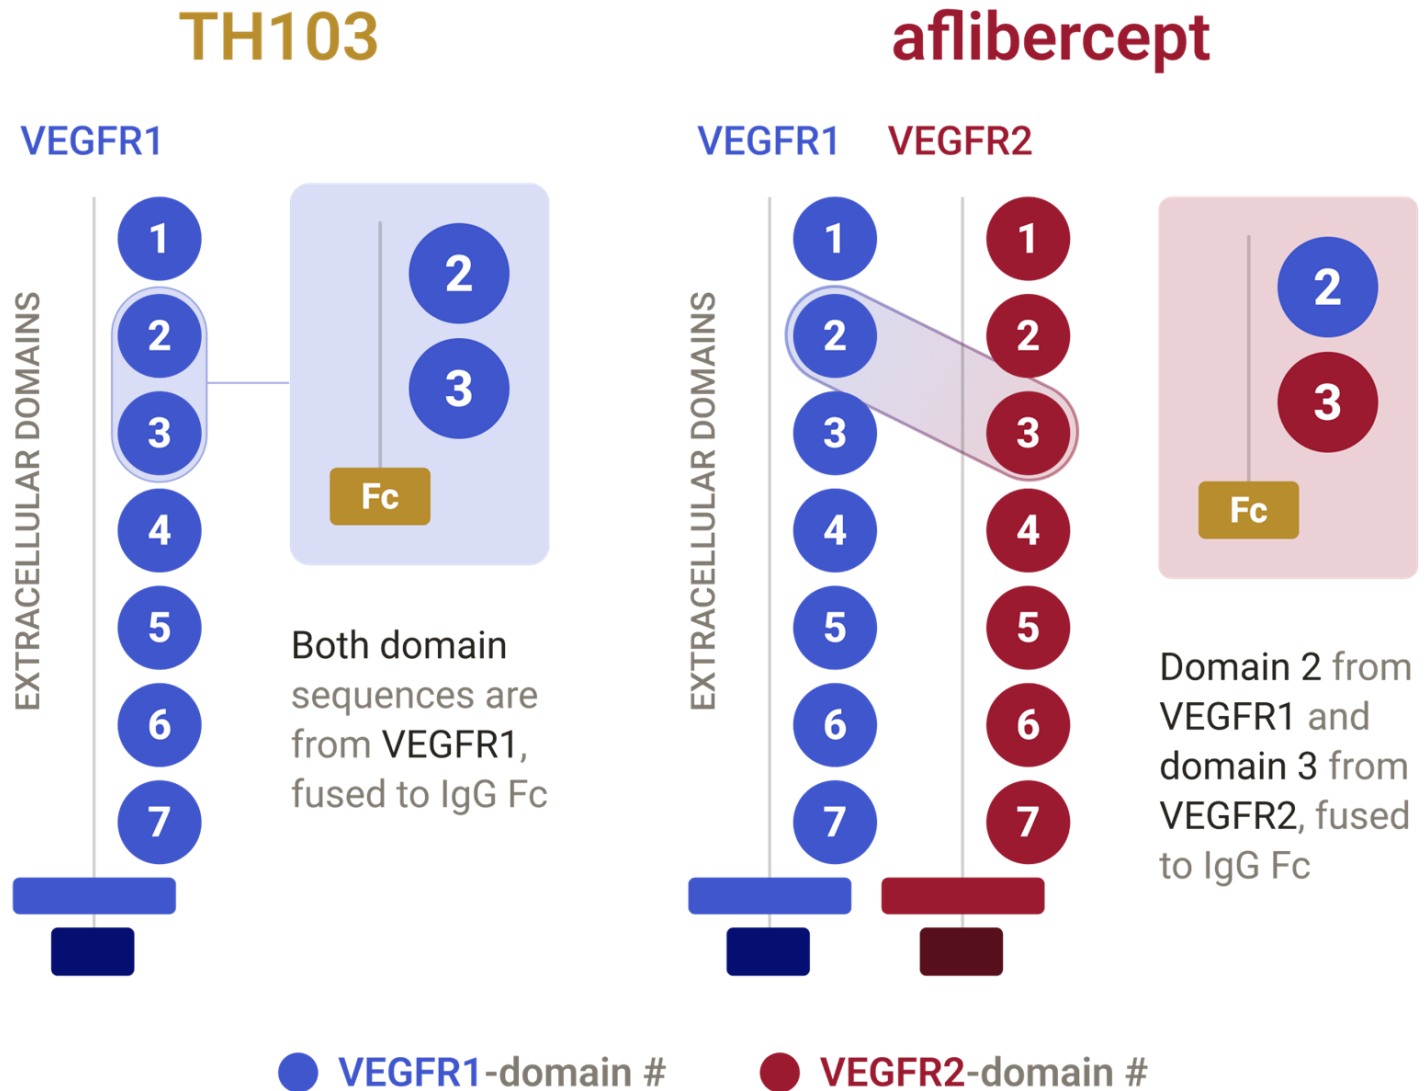 TH103
VEGFR1
EXTRACELLULAR DOMAINS
1
2
3
4
5
6
7
2
3
Fc
Both domain
sequences are
from VEGFR1,
fused to IgG Fc
aflibercept
VEGFR1
VEGFR2
EXTRACELLULAR DOMAINS
1
2
3
4
5
6
7
1
2
3
4
5
6
7
2
3
Fc
Domain 2 from
VEGFR1 and
domain 3 from
VEGFR2, fused
to IgG Fc
VEGFR1-domain #
VEGFR2-domain #